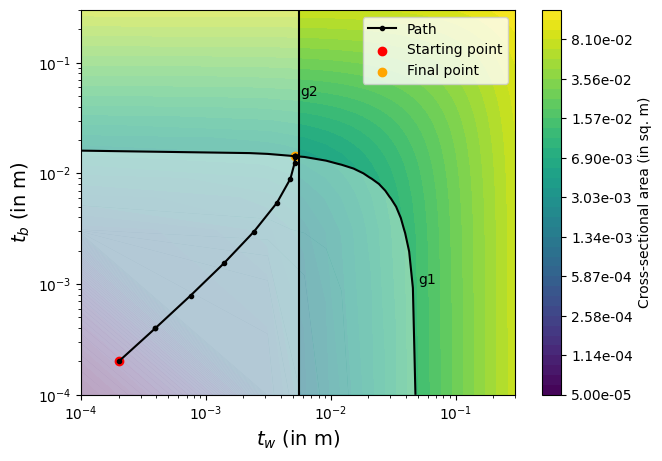 Path
Starting point
Final point
g2
g1
10⁻¹
10⁻²
10⁻³
10⁻⁴
10⁻⁴
10⁻³
10⁻²
10⁻¹
t_b (in m)
t_w (in m)
8.10e-02
3.56e-02
1.57e-02
6.90e-03
3.03e-03
1.34e-03
5.87e-04
2.58e-04
1.14e-04
5.00e-05
Cross-sectional area (in sq. m)